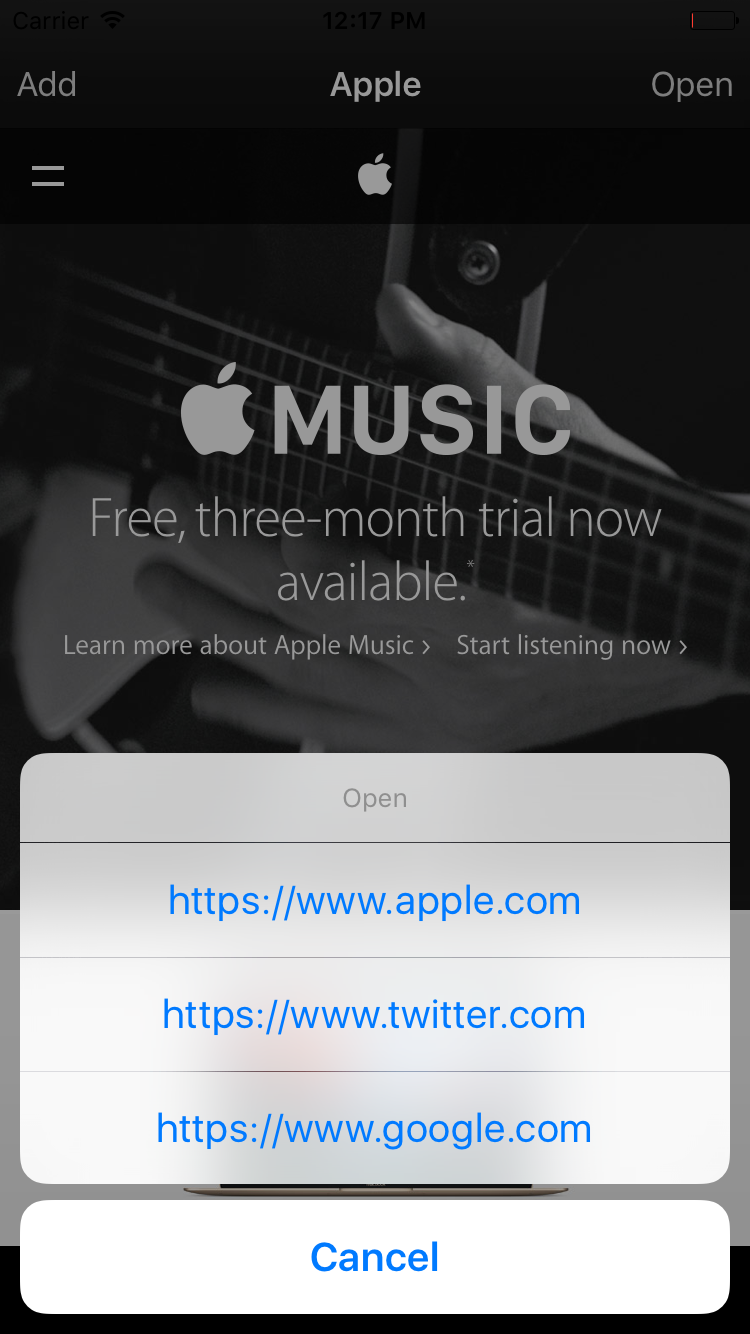 Carrier 12:17 PM
Add Apple Open
MUSIC
Free, three-month trial now
available.*
Learn more about Apple Music › Start listening now ›
Open
https://www.apple.com
https://www.twitter.com
https://www.google.com
Cancel